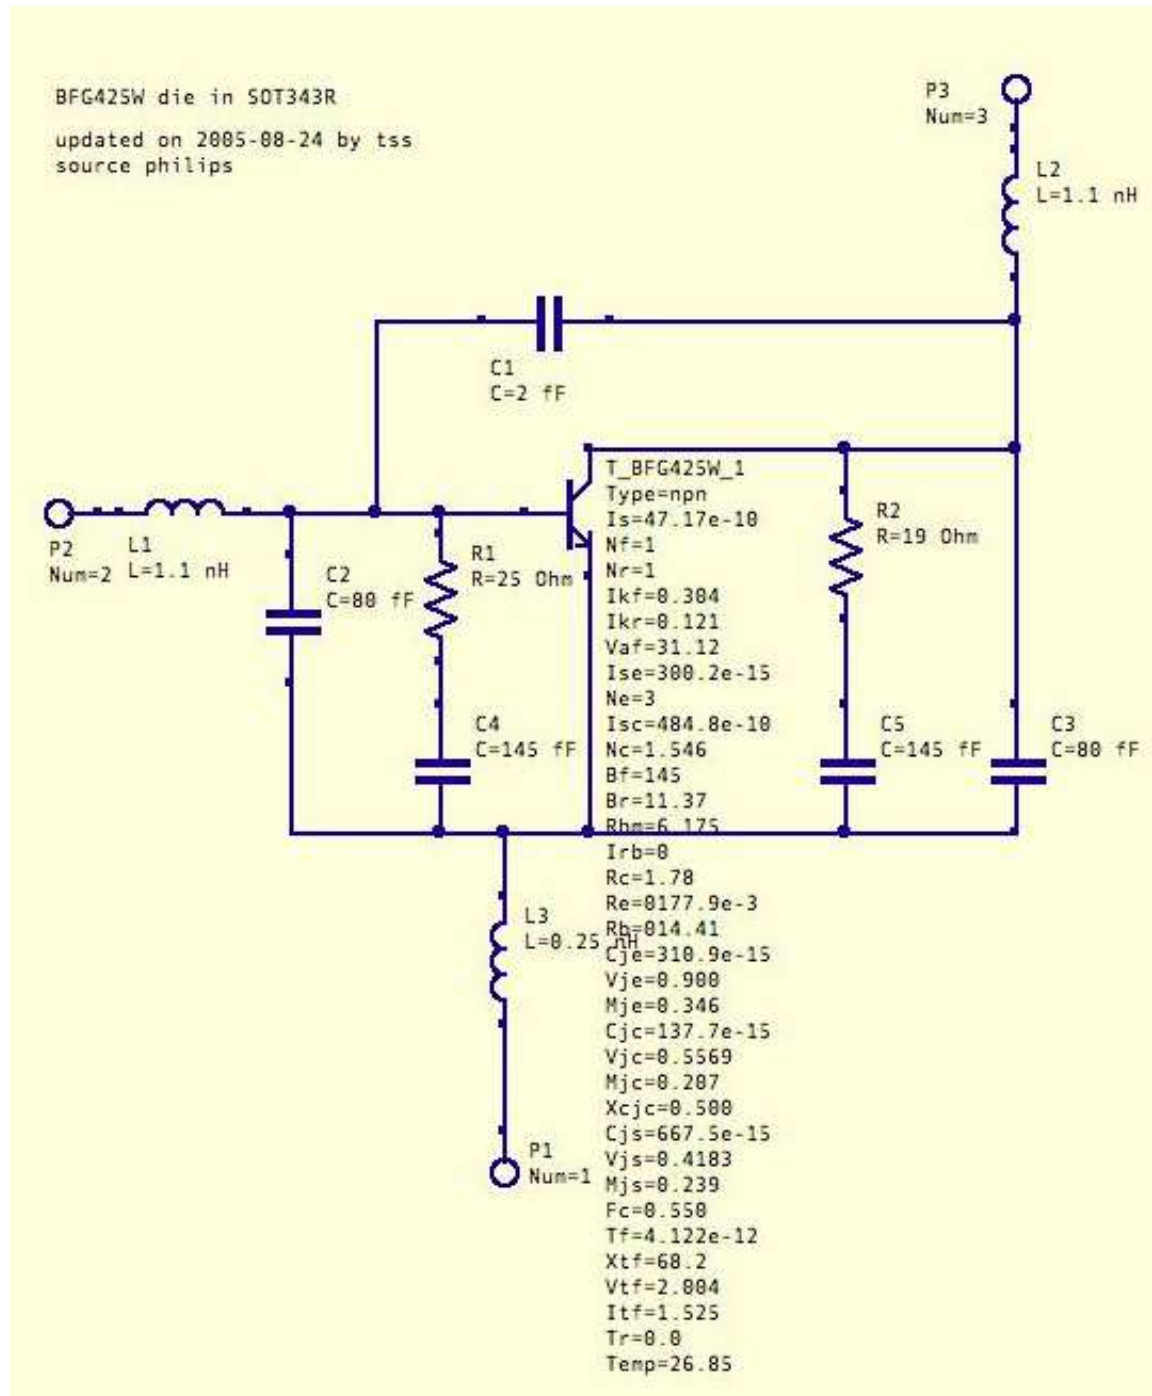 BFG425W die in SOT343R
updated on 2005-08-24 by tss
source philips
P3
Num=3
L2
L=1.1 nH
C1
C=2 fF
T_BFG425W_1
Type=npn
Is=47.17e-18
Nf=1
Nr=1
Ikf=0.304
Ikr=0.121
Vaf=31.12
Ise=300.2e-15
Ne=3
Isc=484.8e-18
Nc=1.546
Bf=145
Br=11.37
Rbm=6.175
Irb=0
Rc=1.78
Re=0177.9e-3
Rb=014.41
Cje=310.9e-15
Vje=0.900
Mje=0.346
Cjc=137.7e-15
Vjc=0.5569
Mjc=0.207
Xcjc=0.500
Cjs=667.5e-15
Vjs=0.4183
Mjs=0.239
Fc=0.550
Tf=4.122e-12
Xtf=68.2
Vtf=2.004
Itf=1.525
Tr=0.0
Temp=26.85
P2
Num=2
L1
L=1.1 nH
C2
C=80 fF
R1
R=25 Ohm
R2
R=19 Ohm
C4
C=145 fF
C5
C=145 fF
C3
C=80 fF
L3
L=0.25 nH
P1
Num=1